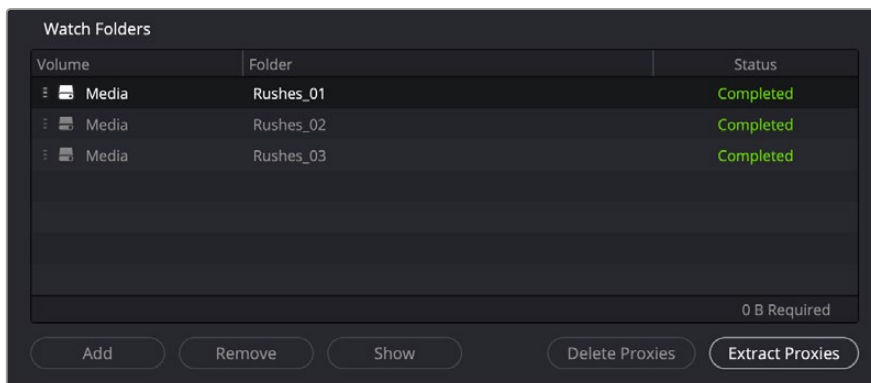 Watch Folders
Volume Folder Status
Media Rushes_01 Completed
Media Rushes_02 Completed
Media Rushes_03 Completed
0 B Required
Add Remove Show Delete Proxies Extract Proxies